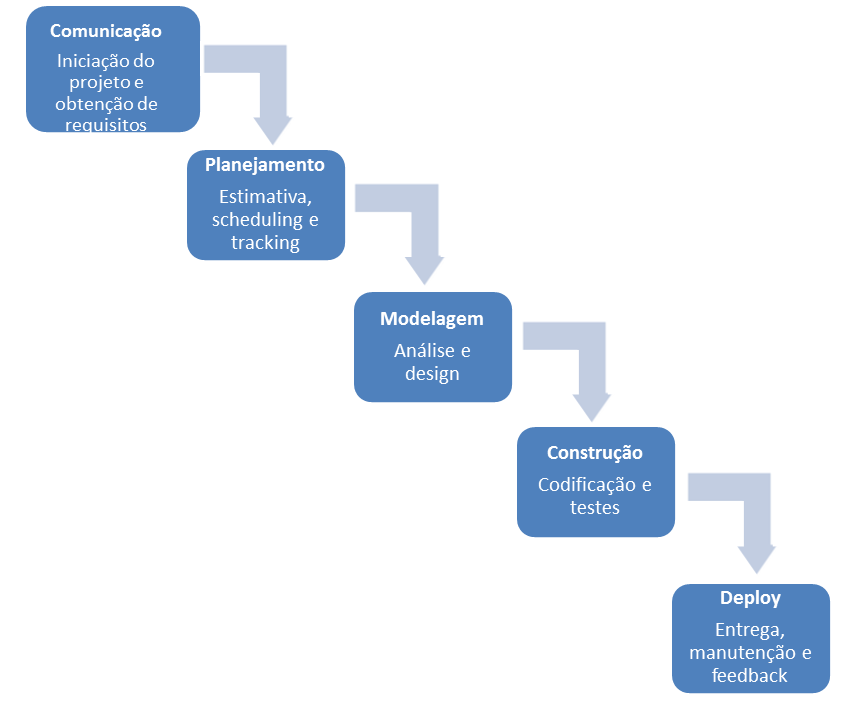 Comunicação
Iniciação do
projeto e
obtenção de
requisitos
Planejamento
Estimativa,
scheduling e
tracking
Modelagem
Análise e
design
Construção
Codificação e
testes
Deploy
Entrega,
manutenção e
feedback